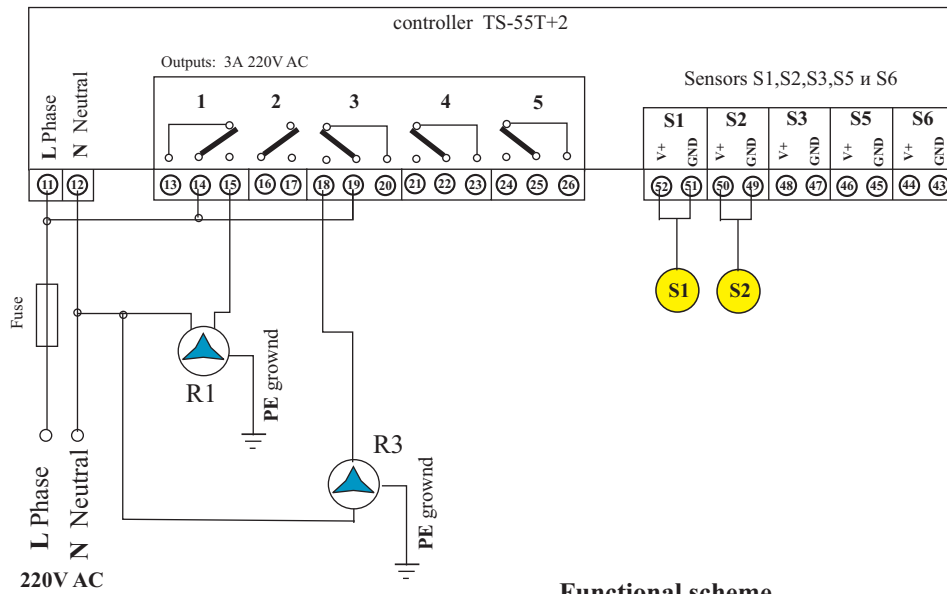 controller TS-55T+2
Outputs: 3A 220V AC
Sensors S1,S2,S3,S5 и S6
L Phase
N Neutral
1 2 3 4 5
S1 S2 S3 S5 S6
V+ GND V+ GND V+ GND V+ GND V+ GND
11 12 13 14 15 16 17 18 19 20 21 22 23 24 25 26 52 51 50 49 48 47 46 45 44 43
Fuse
S1 S2
R1
PE grownd
R3
PE grownd
L Phase
N Neutral
220V AC
Functional scheme